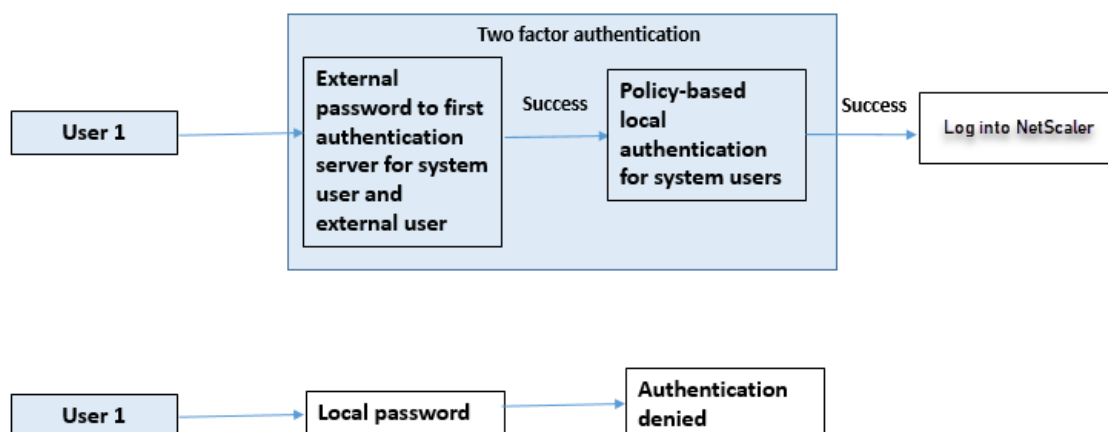 Two factor authentication
User 1
External
password to first
authentication
server for system
user and
external user
Success
Policy-based
local
authentication
for system users
Success
Log into NetScaler
User 1
Local password
Authentication
denied